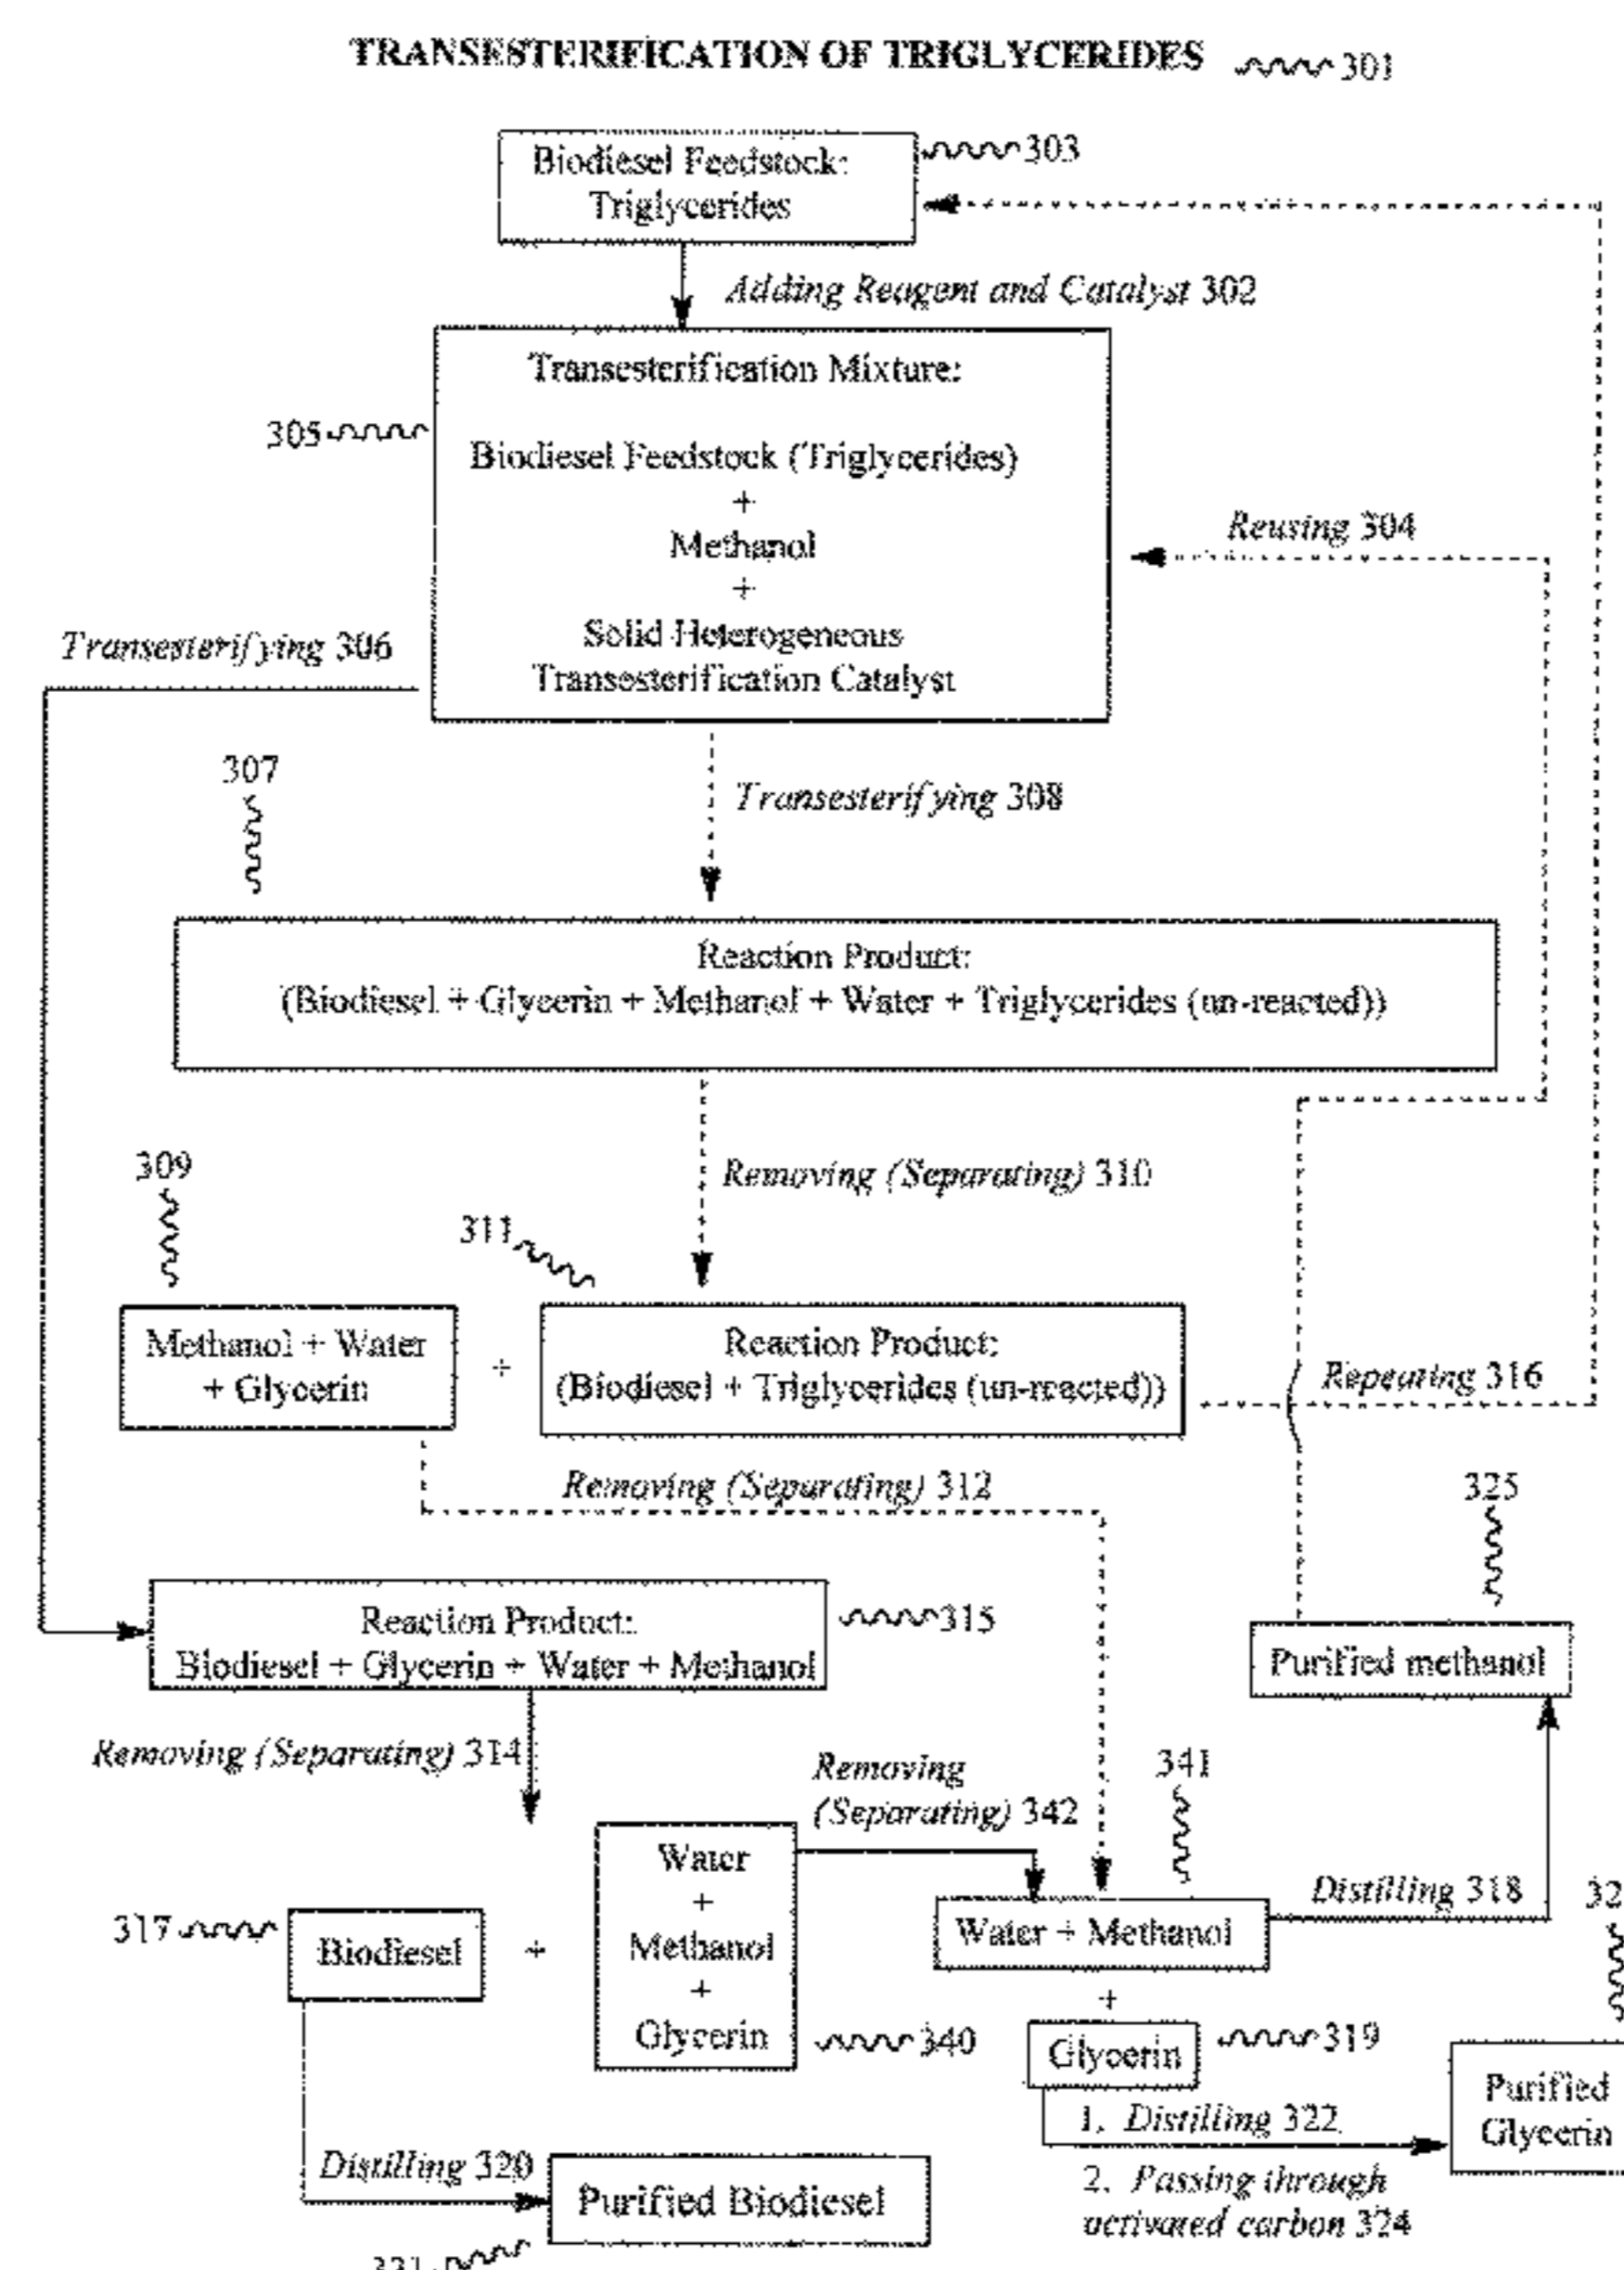 TRANSESTERIFICATION OF TRIGLYCERIDES 301
Biodiesel Feedstock: 303
Triglycerides
Adding Reagent and Catalyst 302
Transesterification Mixture:
305
Biodiesel Feedstock (Triglycerides)
+
Methanol
+
Reusing 304
Solid Heterogeneous
Transesterification Catalyst
Transesterifying 306
307
Transesterifying 308
Reaction Product:
(Biodiesel + Glycerin + Methanol + Water + Triglycerides (un-reacted))
309
Removing (Separating) 310
311
Methanol + Water
+ Glycerin
+
Reaction Product:
(Biodiesel + Triglycerides (un-reacted))
Repeating 316
Removing (Separating) 312
325
Reaction Product: 315
Biodiesel + Glycerin + Water + Methanol
Purified methanol
Removing (Separating) 314
Removing
(Separating) 342
341
Water
+
Methanol
+
Glycerin
340
317
Biodiesel
+
Water + Methanol
Distilling 318
+
Glycerin 319
Purified
Glycerin
1. Distilling 322
2. Passing through
activated carbon 324
Distilling 320
Purified Biodiesel